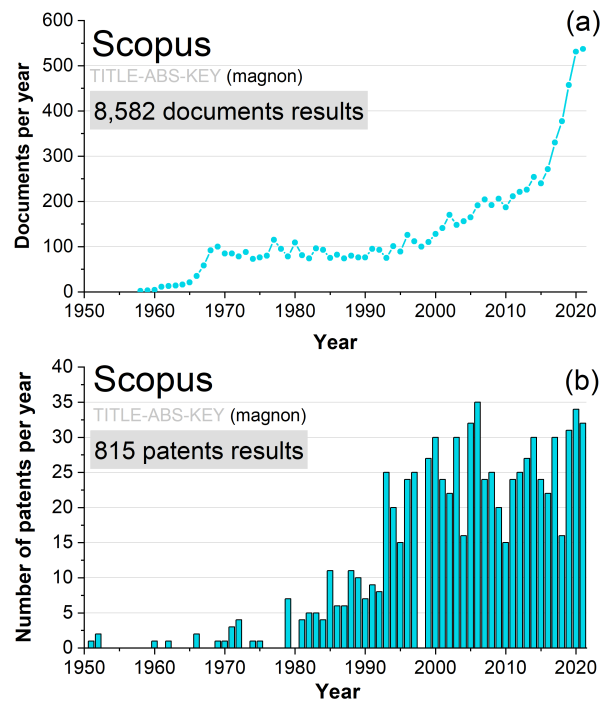 600
(a)
Scopus
500
TITLE-ABS-KEY (magnon)
8,582 documents results
400
300
200
100
0
Documents per year
1950 1960 1970 1980 1990 2000 2010 2020
Year
40
(b)
Scopus
35
TITLE-ABS-KEY (magnon)
30
815 patents results
25
20
15
10
5
0
Number of patents per year
1950 1960 1970 1980 1990 2000 2010 2020
Year